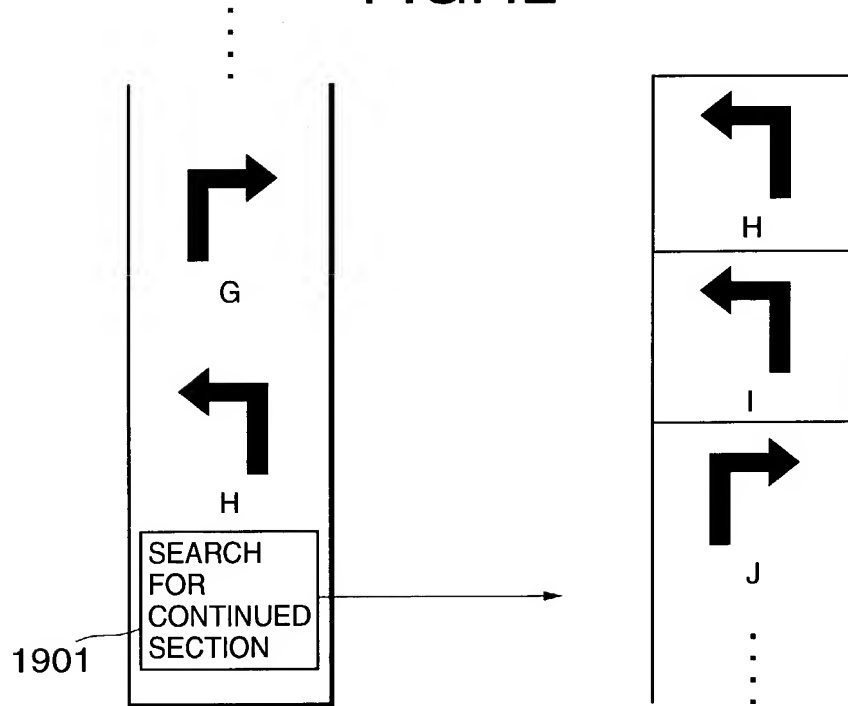 G
H
SEARCH
FOR
CONTINUED
SECTION
1901
H
I
J